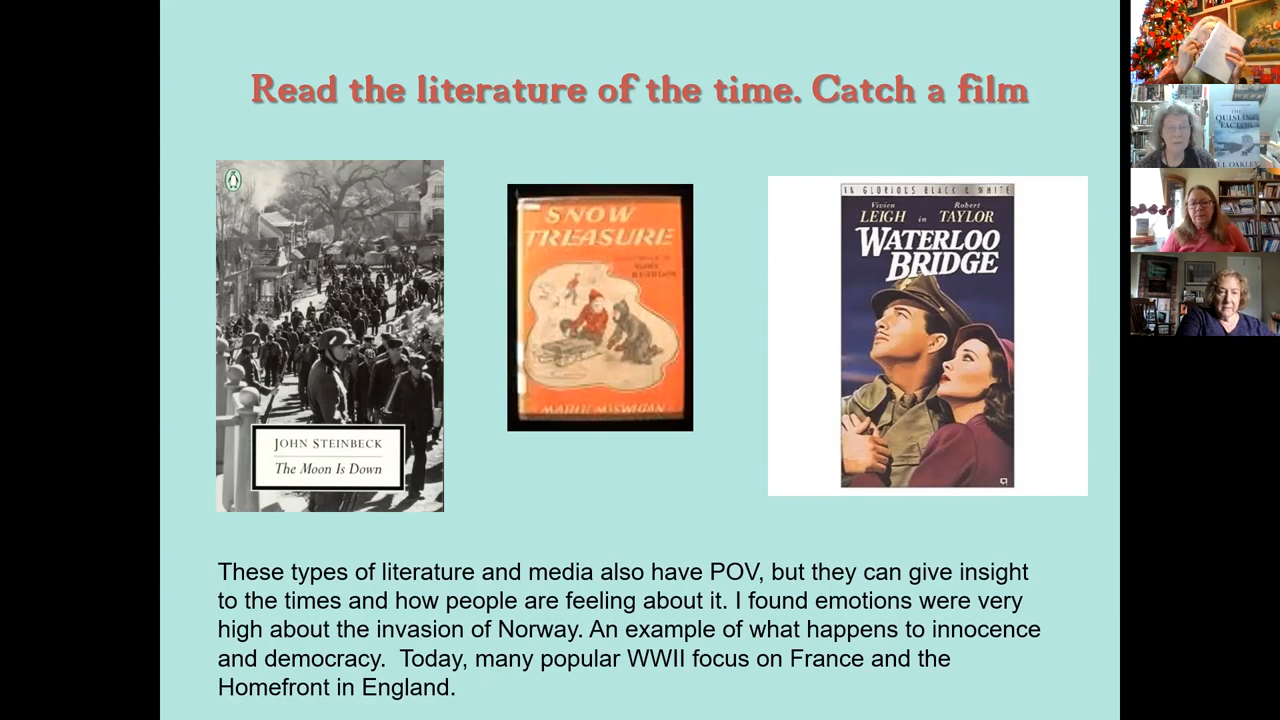 Read the literature of the time. Catch a film
JOHN STEINBECK
The Moon Is Down
SNOW
TREASURE
IN GLORIOUS BLACK & WHITE
Vivien Robert
LEIGH in TAYLOR
WATERLOO
BRIDGE
These types of literature and media also have POV, but they can give insight
to the times and how people are feeling about it. I found emotions were very
high about the invasion of Norway. An example of what happens to innocence
and democracy.  Today, many popular WWII focus on France and the
Homefront in England.
THE
QUISLING
FACTOR
J.L. OAKLEY